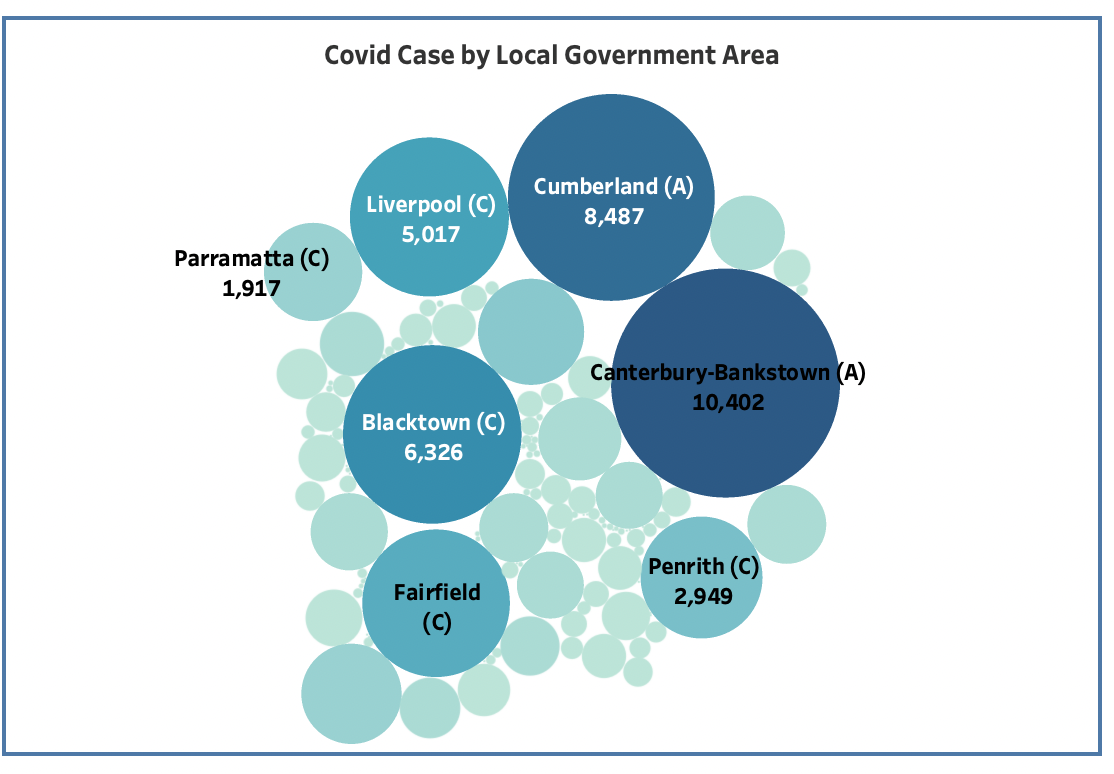 Covid Case by Local Government Area
Cumberland (A)
8,487
Liverpool (C)
5,017
Parramatta (C)
1,917
Canterbury-Bankstown (A)
10,402
Blacktown (C)
6,326
Penrith (C)
2,949
Fairfield
(C)